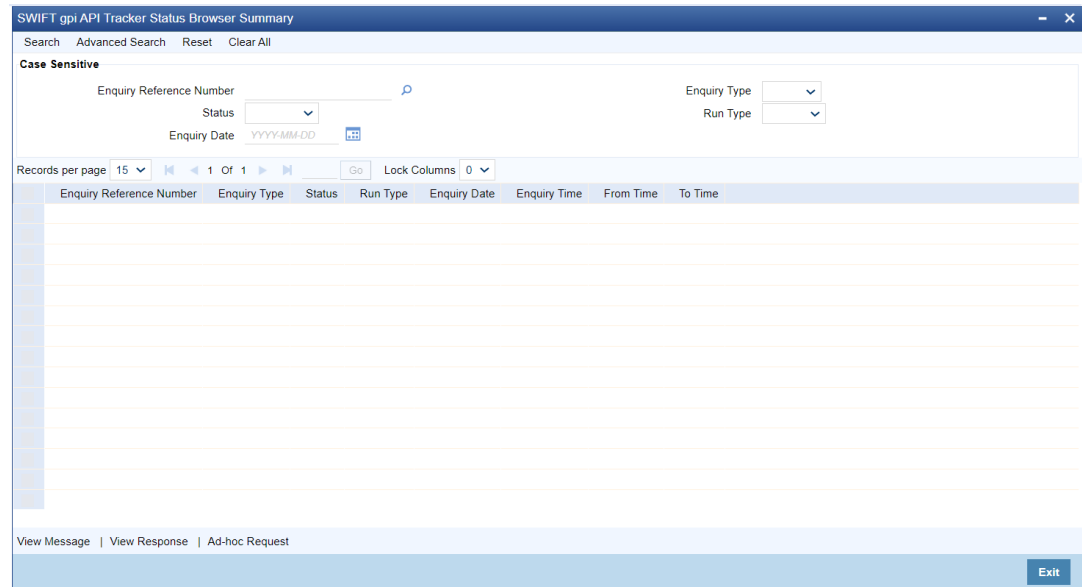 SWIFT gpi API Tracker Status Browser Summary
Search Advanced Search Reset Clear All
Case Sensitive
Enquiry Reference Number Enquiry Type
Status Run Type
Enquiry Date YYYY-MM-DD
Records per page 15 1 Of 1 Go Lock Columns 0
Enquiry Reference Number Enquiry Type Status Run Type Enquiry Date Enquiry Time From Time To Time
View Message | View Response | Ad-hoc Request
Exit